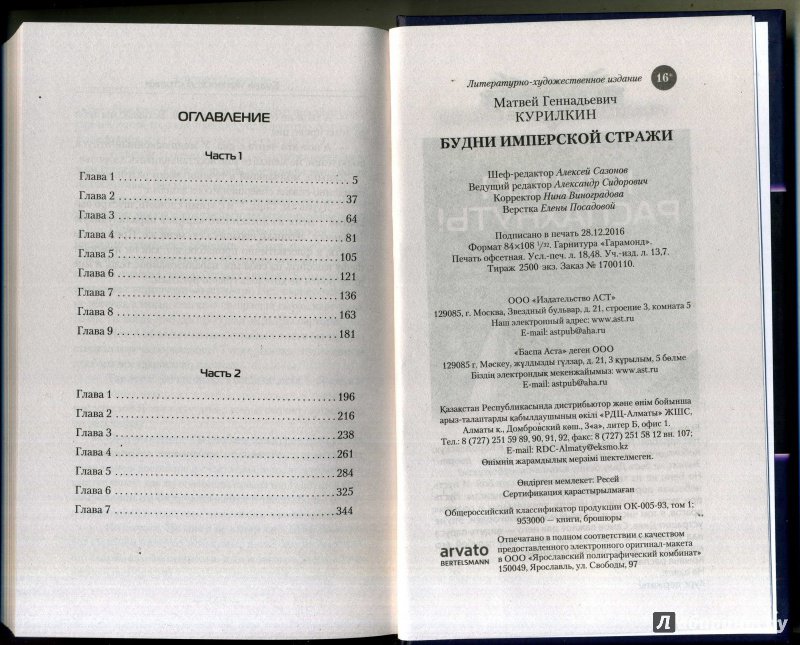 ОГЛАВЛЕНИЕ
Часть 1
Глава 1 ........ 5
Глава 2 ........ 37
Глава 3 ........ 64
Глава 4 ........ 81
Глава 5 ........ 105
Глава 6 ........ 121
Глава 7 ........ 136
Глава 8 ........ 163
Глава 9 ........ 181
Часть 2
Глава 1 ........ 196
Глава 2 ........ 216
Глава 3 ........ 238
Глава 4 ........ 261
Глава 5 ........ 284
Глава 6 ........ 325
Глава 7 ........ 344
Литературно-художественное издание 16+
Матвей Геннадьевич
КУРИЛКИН
БУДНИ ИМПЕРСКОЙ СТРАЖИ
Шеф-редактор Алексей Сазонов
Ведущий редактор Александр Сидорович
Корректор Нина Виноградова
Верстка Елены Посадовой
Подписано в печать 28.12.2016
Формат 84×108 1/32. Гарнитура «Гарамонд».
Печать офсетная. Усл.-печ. л. 18,48. Уч.-изд. л. 13,7.
Тираж 2500 экз. Заказ № 1700110.
ООО «Издательство АСТ»
129085, г. Москва, Звездный бульвар, д. 21, строение 3, комната 5
Наш электронный адрес: www.ast.ru
E-mail: astpub@aha.ru
«Баспа Аста» деген ООО
129085 г. Мәскеу, жұлдызды гүлзар, д. 21, 3 құрылым, 5 бөлме
Біздің электрондық мекенжайымыз: www.ast.ru
E-mail: astpub@aha.ru
Қазақстан Республикасында дистрибьютор және өнім бойынша
арыз-талаптарды қабылдаушының өкілі «РДЦ-Алматы» ЖШС,
Алматы к., Домбровский көш., 3«а», литер Б, офис 1.
Тел.: 8 (727) 251 59 89, 90, 91, 92, факс: 8 (727) 251 58 12 вн. 107;
E-mail: RDC-Almaty@eksmo.kz
Өнімнің жарамдылық мерзімі шектелмеген.
Өндірген мемлекет: Ресей
Сертификация қарастырылмаған
Общероссийский классификатор продукции ОК-005-93, том 1:
953000 — книги, брошюры
arvato
BERTELSMANN
Отпечатано в полном соответствии с качеством
предоставленного электронного оригинал-макета
в ООО «Ярославский полиграфический комбинат»
150049, Ярославль, ул. Свободы, 97